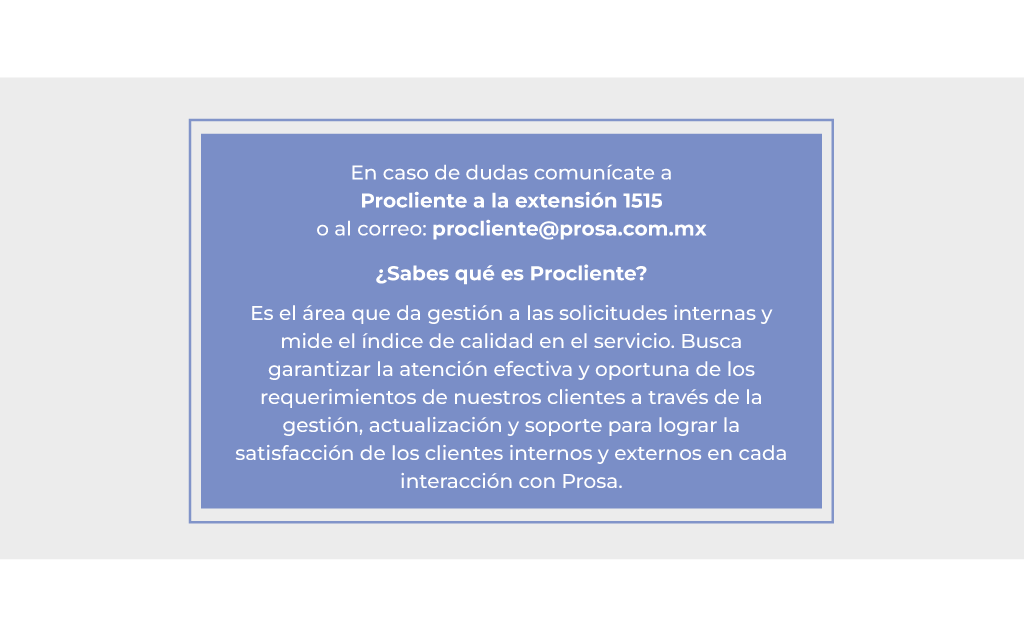 En caso de dudas comunícate a
Procliente a la extensión 1515
o al correo: procliente@prosa.com.mx
¿Sabes qué es Procliente?
Es el área que da gestión a las solicitudes internas y
mide el índice de calidad en el servicio. Busca
garantizar la atención efectiva y oportuna de los
requerimientos de nuestros clientes a través de la
gestión, actualización y soporte para lograr la
satisfacción de los clientes internos y externos en cada
interacción con Prosa.